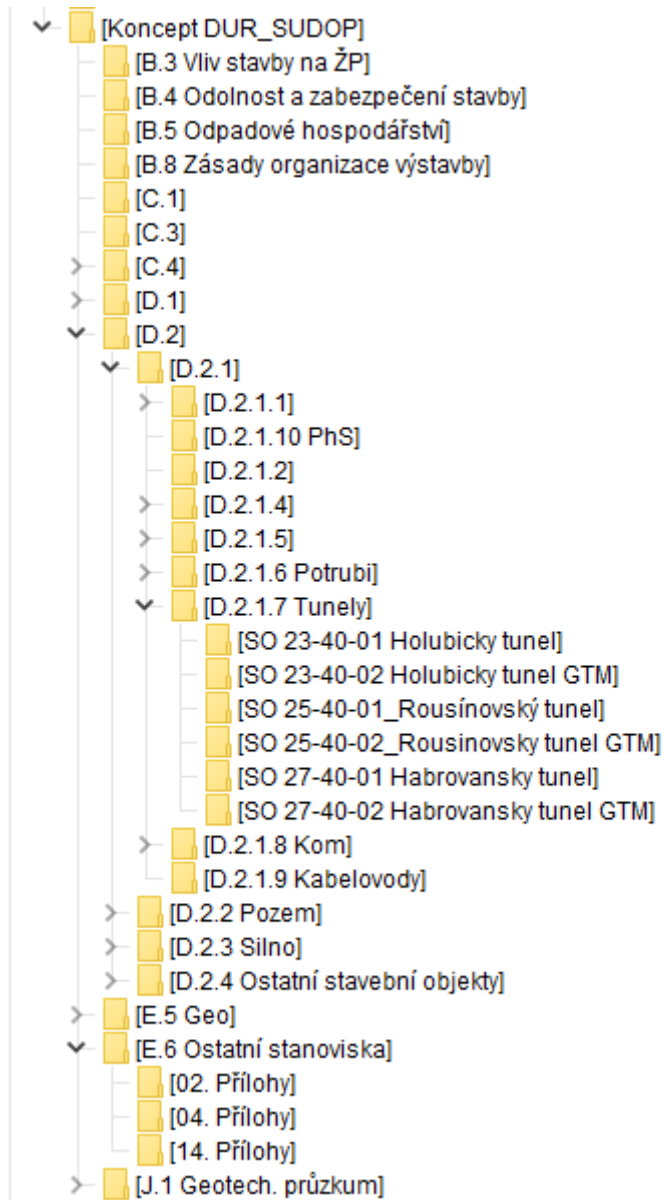 [Koncept DUR_SUDOP]
[B.3 Vliv stavby na ŽP]
[B.4 Odolnost a zabezpečení stavby]
[B.5 Odpadové hospodářství]
[B.8 Zásady organizace výstavby]
[C.1]
[C.3]
[C.4]
[D.1]
[D.2]
[D.2.1]
[D.2.1.1]
[D.2.1.10 PhS]
[D.2.1.2]
[D.2.1.4]
[D.2.1.5]
[D.2.1.6 Potrubi]
[D.2.1.7 Tunely]
[SO 23-40-01 Holubicky tunel]
[SO 23-40-02 Holubicky tunel GTM]
[SO 25-40-01_Rousínovský tunel]
[SO 25-40-02_Rousinovsky tunel GTM]
[SO 27-40-01 Habrovansky tunel]
[SO 27-40-02 Habrovansky tunel GTM]
[D.2.1.8 Kom]
[D.2.1.9 Kabelovody]
[D.2.2 Pozem]
[D.2.3 Silno]
[D.2.4 Ostatní stavební objekty]
[E.5 Geo]
[E.6 Ostatní stanoviska]
[02. Přílohy]
[04. Přílohy]
[14. Přílohy]
[J.1 Geotech. průzkum]